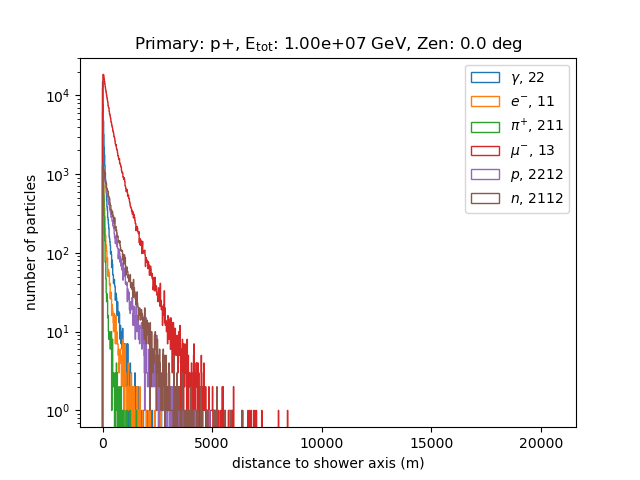 Primary: p+, E_tot: 1.00e+07 GeV, Zen: 0.0 deg
γ, 22
e⁻, 11
π⁺, 211
μ⁻, 13
p, 2212
n, 2112
number of particles
10⁴
10³
10²
10¹
10⁰
0 5000 10000 15000 20000
distance to shower axis (m)